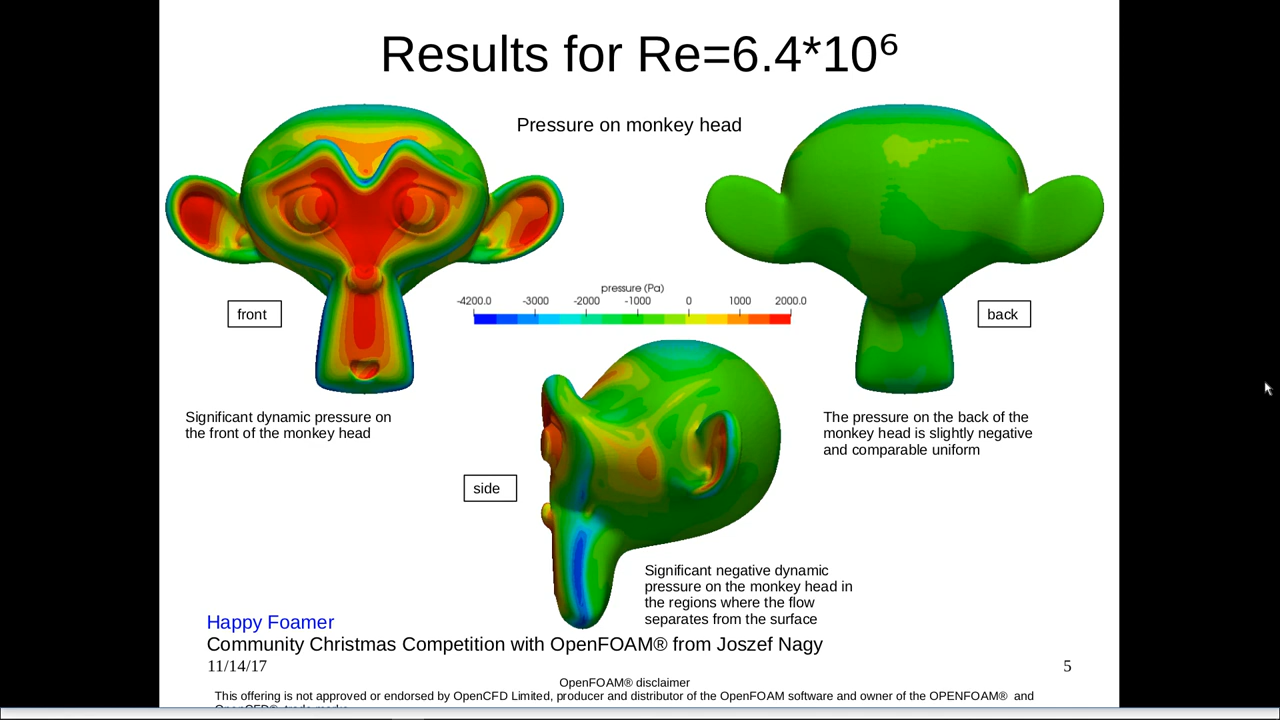 Results for Re=6.4*10⁶
Pressure on monkey head
pressure (Pa)
-4200.0 -3000 -2000 -1000 0 1000 2000.0
front
back
Significant dynamic pressure on
the front of the monkey head
The pressure on the back of the
monkey head is slightly negative
and comparable uniform
side
Significant negative dynamic
pressure on the monkey head in
the regions where the flow
separates from the surface
Happy Foamer
Community Christmas Competition with OpenFOAM® from Joszef Nagy
11/14/17
5
OpenFOAM® disclaimer
This offering is not approved or endorsed by OpenCFD Limited, producer and distributor of the OpenFOAM software and owner of the OPENFOAM® and